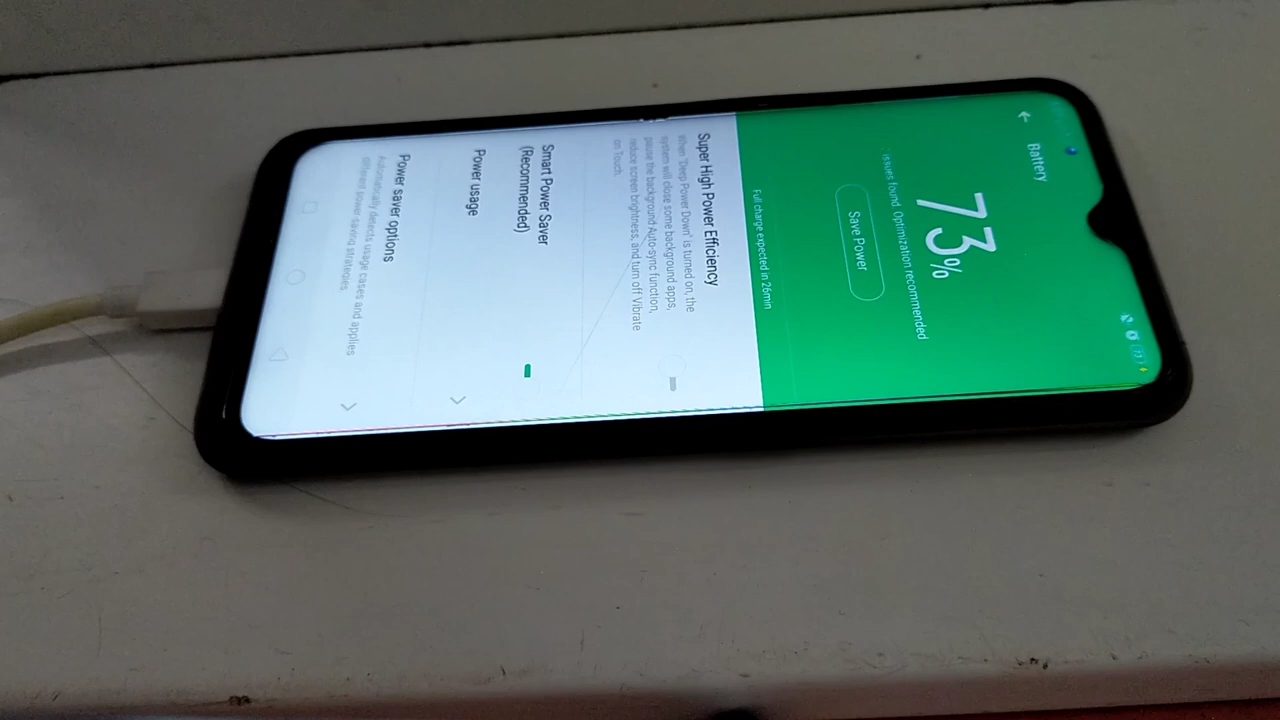 Battery
73%
issues found. Optimization recommended
Save Power
Full charge expected in 26min
Super High Power Efficiency
When 'Deep Power Down' is turned on, the
system will close some background apps,
pause the background Auto-sync function,
reduce screen brightness, and turn off Vibrate
on Touch.
Smart Power Saver
(Recommended)
Power usage
Power saver options
Automatically detects usage cases and applies
different power-saving strategies